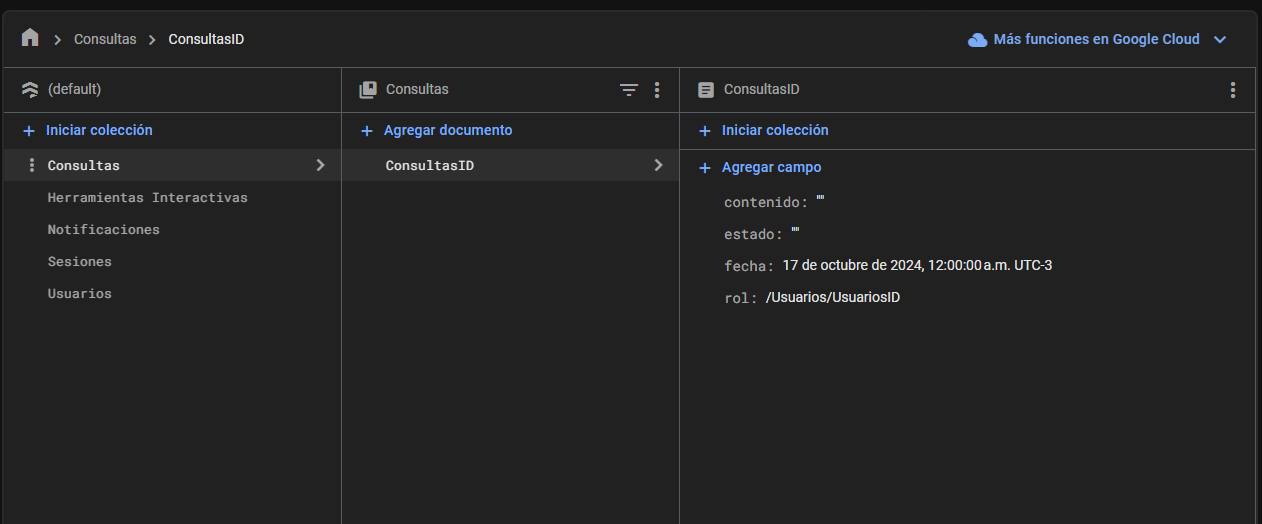 Consultas ConsultasID
Más funciones en Google Cloud
(default)
Consultas
ConsultasID
+ Iniciar colección
+ Agregar documento
+ Iniciar colección
Consultas
ConsultasID
+ Agregar campo
Herramientas Interactivas
contenido: ""
Notificaciones
estado: ""
Sesiones
fecha: 17 de octubre de 2024, 12:00:00 a.m. UTC-3
Usuarios
rol: /Usuarios/UsuariosID